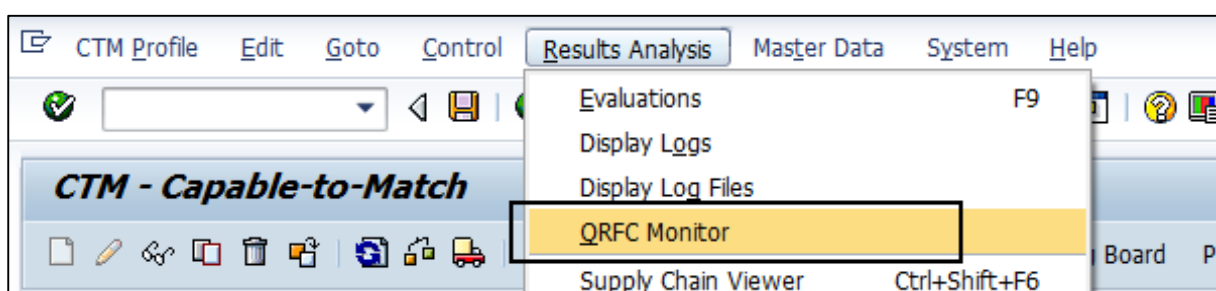 CTM Profile Edit Goto Control Results Analysis Master Data System Help
Evaluations F9
Display Logs
Display Log Files
CTM - Capable-to-Match
QRFC Monitor
Board P
Supply Chain Viewer Ctrl+Shift+F6